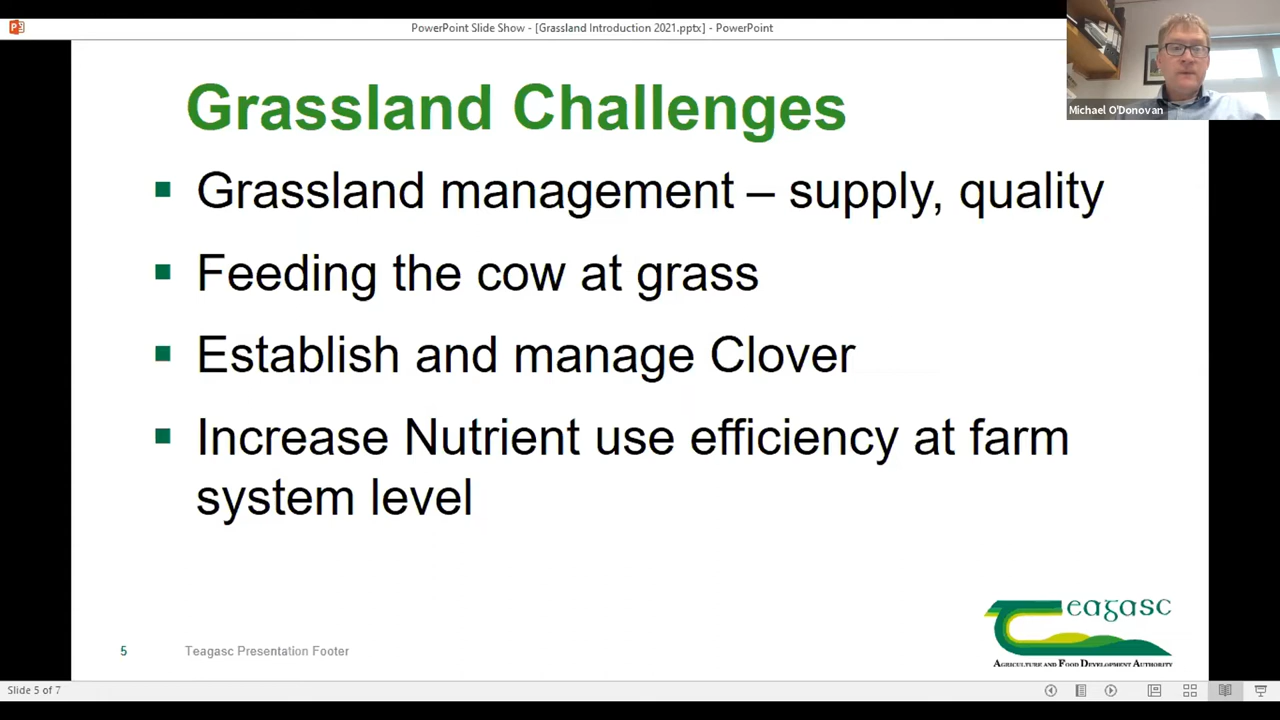 PowerPoint Slide Show - [Grassland Introduction 2021.pptx] - PowerPoint
Michael O'Donovan
Grassland Challenges
Grassland management – supply, quality
Feeding the cow at grass
Establish and manage Clover
Increase Nutrient use efficiency at farm
system level
eagasc
AGRICULTURE AND FOOD DEVELOPMENT AUTHORITY
5
Teagasc Presentation Footer
Slide 5 of 7